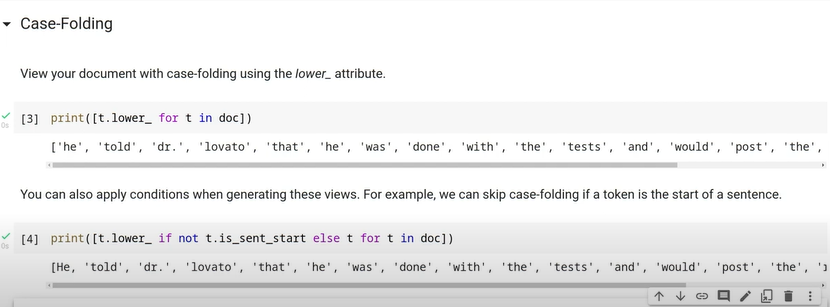 Case-Folding
View your document with case-folding using the lower_ attribute.
[3] print([t.lower_ for t in doc])
0s
['he', 'told', 'dr.', 'lovato', 'that', 'he', 'was', 'done', 'with', 'the', 'tests', 'and', 'would', 'post', 'the',
You can also apply conditions when generating these views. For example, we can skip case-folding if a token is the start of a sentence.
[4] print([t.lower_ if not t.is_sent_start else t for t in doc])
0s
[He, 'told', 'dr.', 'lovato', 'that', 'he', 'was', 'done', 'with', 'the', 'tests', 'and', 'would', 'post', 'the',